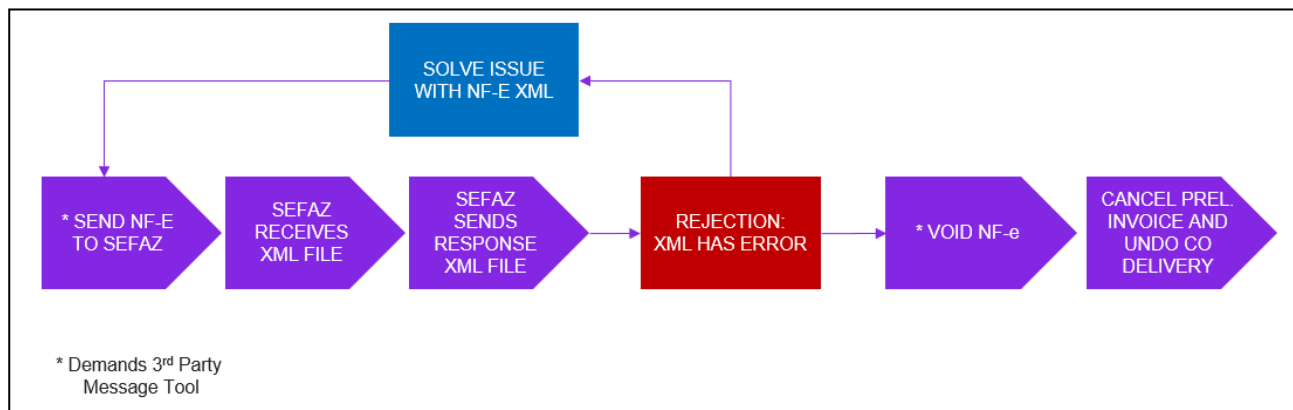 SOLVE ISSUE
WITH NF-E XML
* SEND NF-E
TO SEFAZ
SEFAZ
RECEIVES
XML FILE
SEFAZ
SENDS
RESPONSE
XML FILE
REJECTION:
XML HAS ERROR
* VOID NF-e
CANCEL PREL.
INVOICE AND
UNDO CO
DELIVERY
* Demands 3rd Party
Message Tool